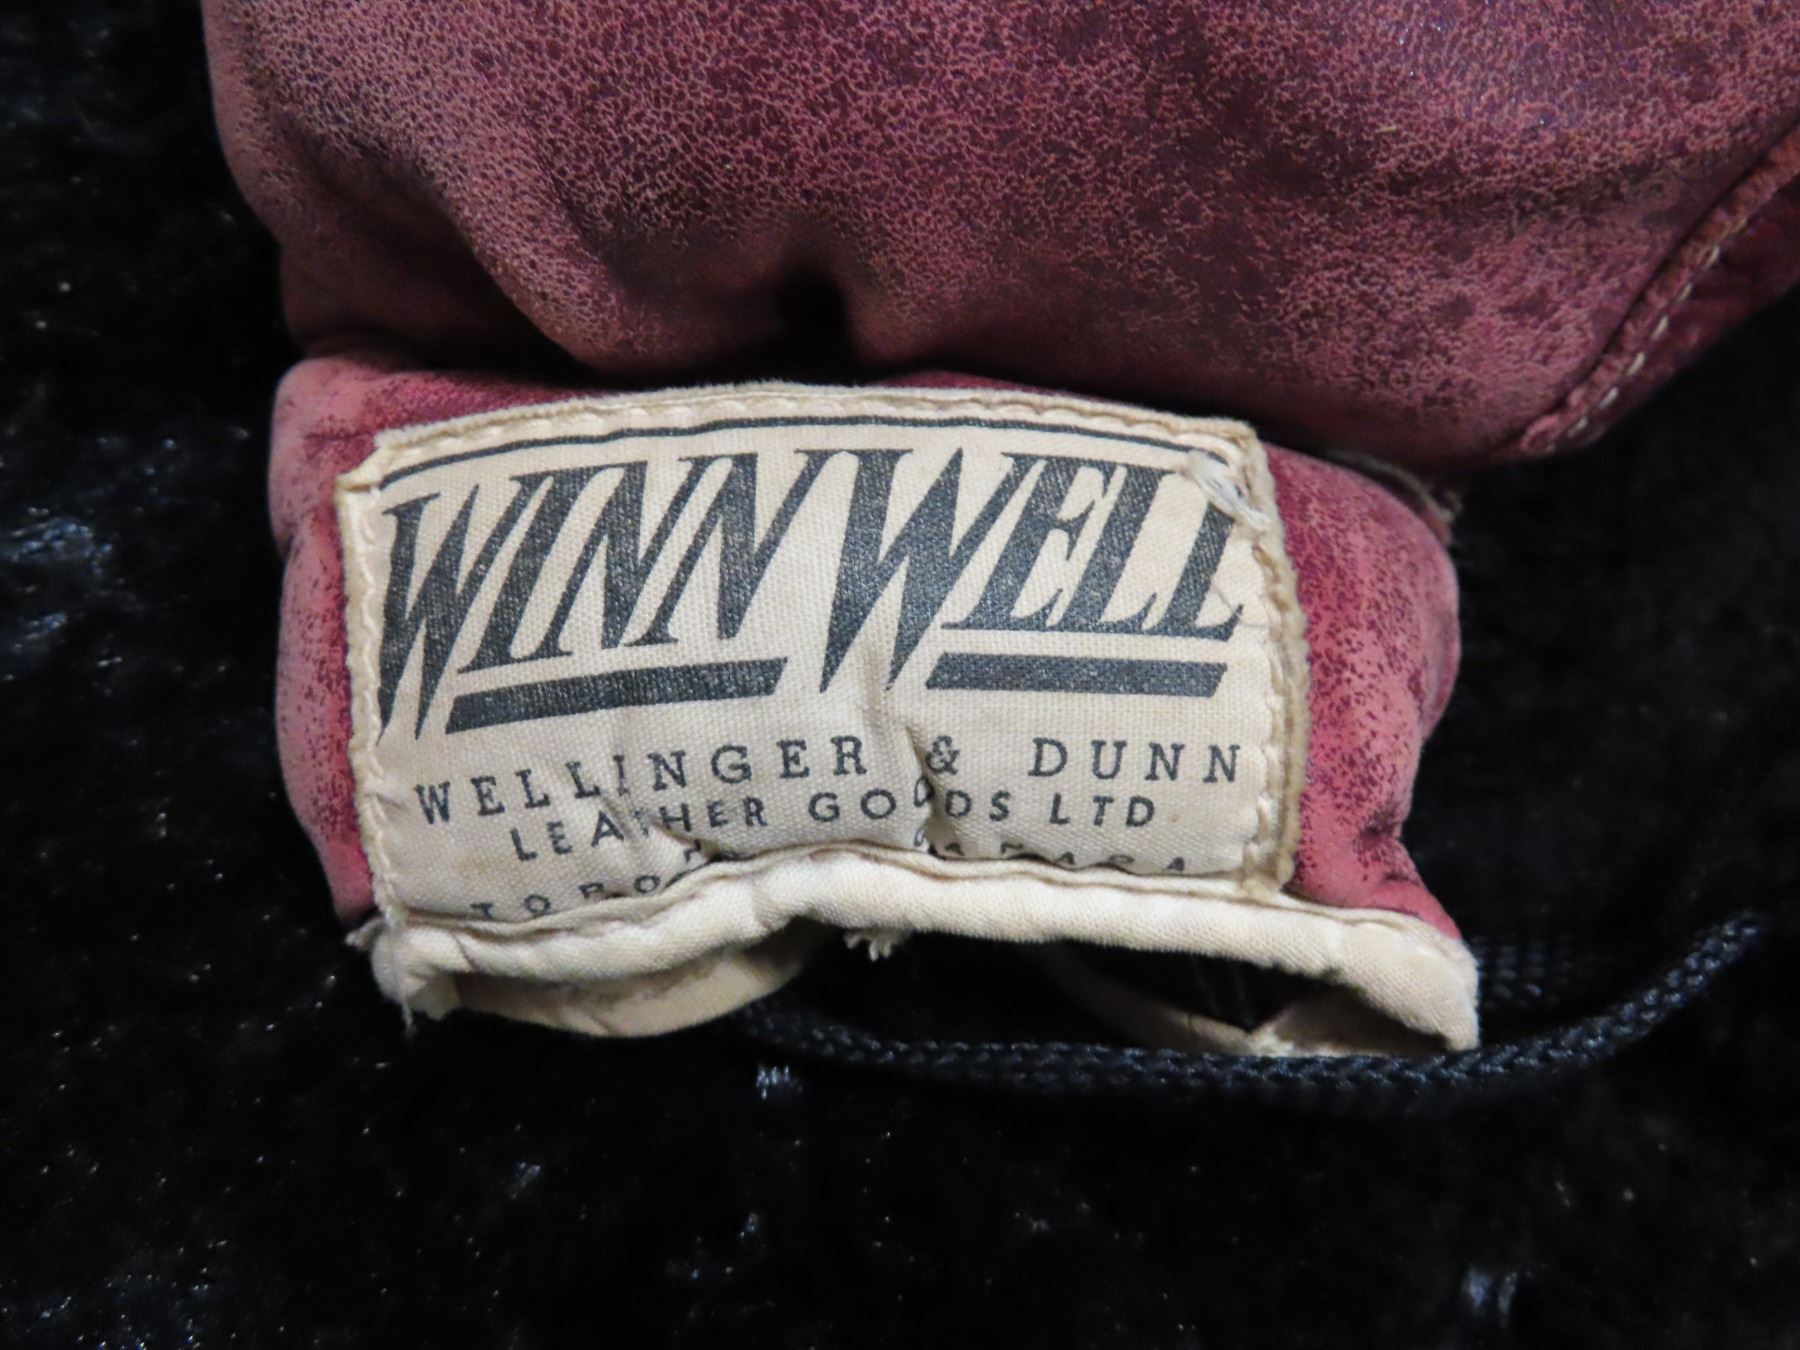 WINNWELL
WELLINGER & DUNN
LEATHER GOODS LTD